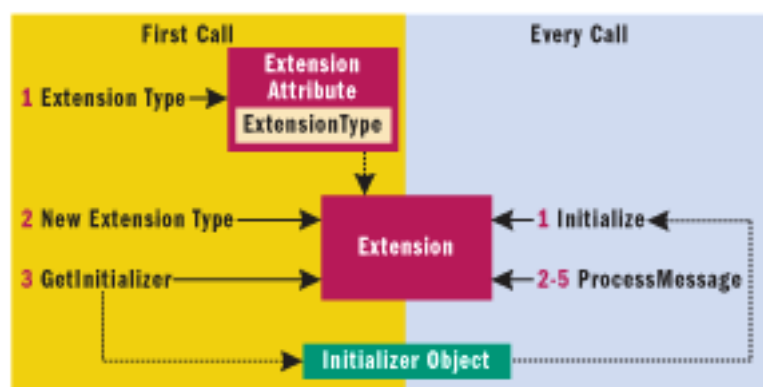 First Call
Every Call
1 Extension Type
Extension
Attribute
ExtensionType
2 New Extension Type
Extension
1 Initialize
3 GetInitializer
2-5 ProcessMessage
Initializer Object